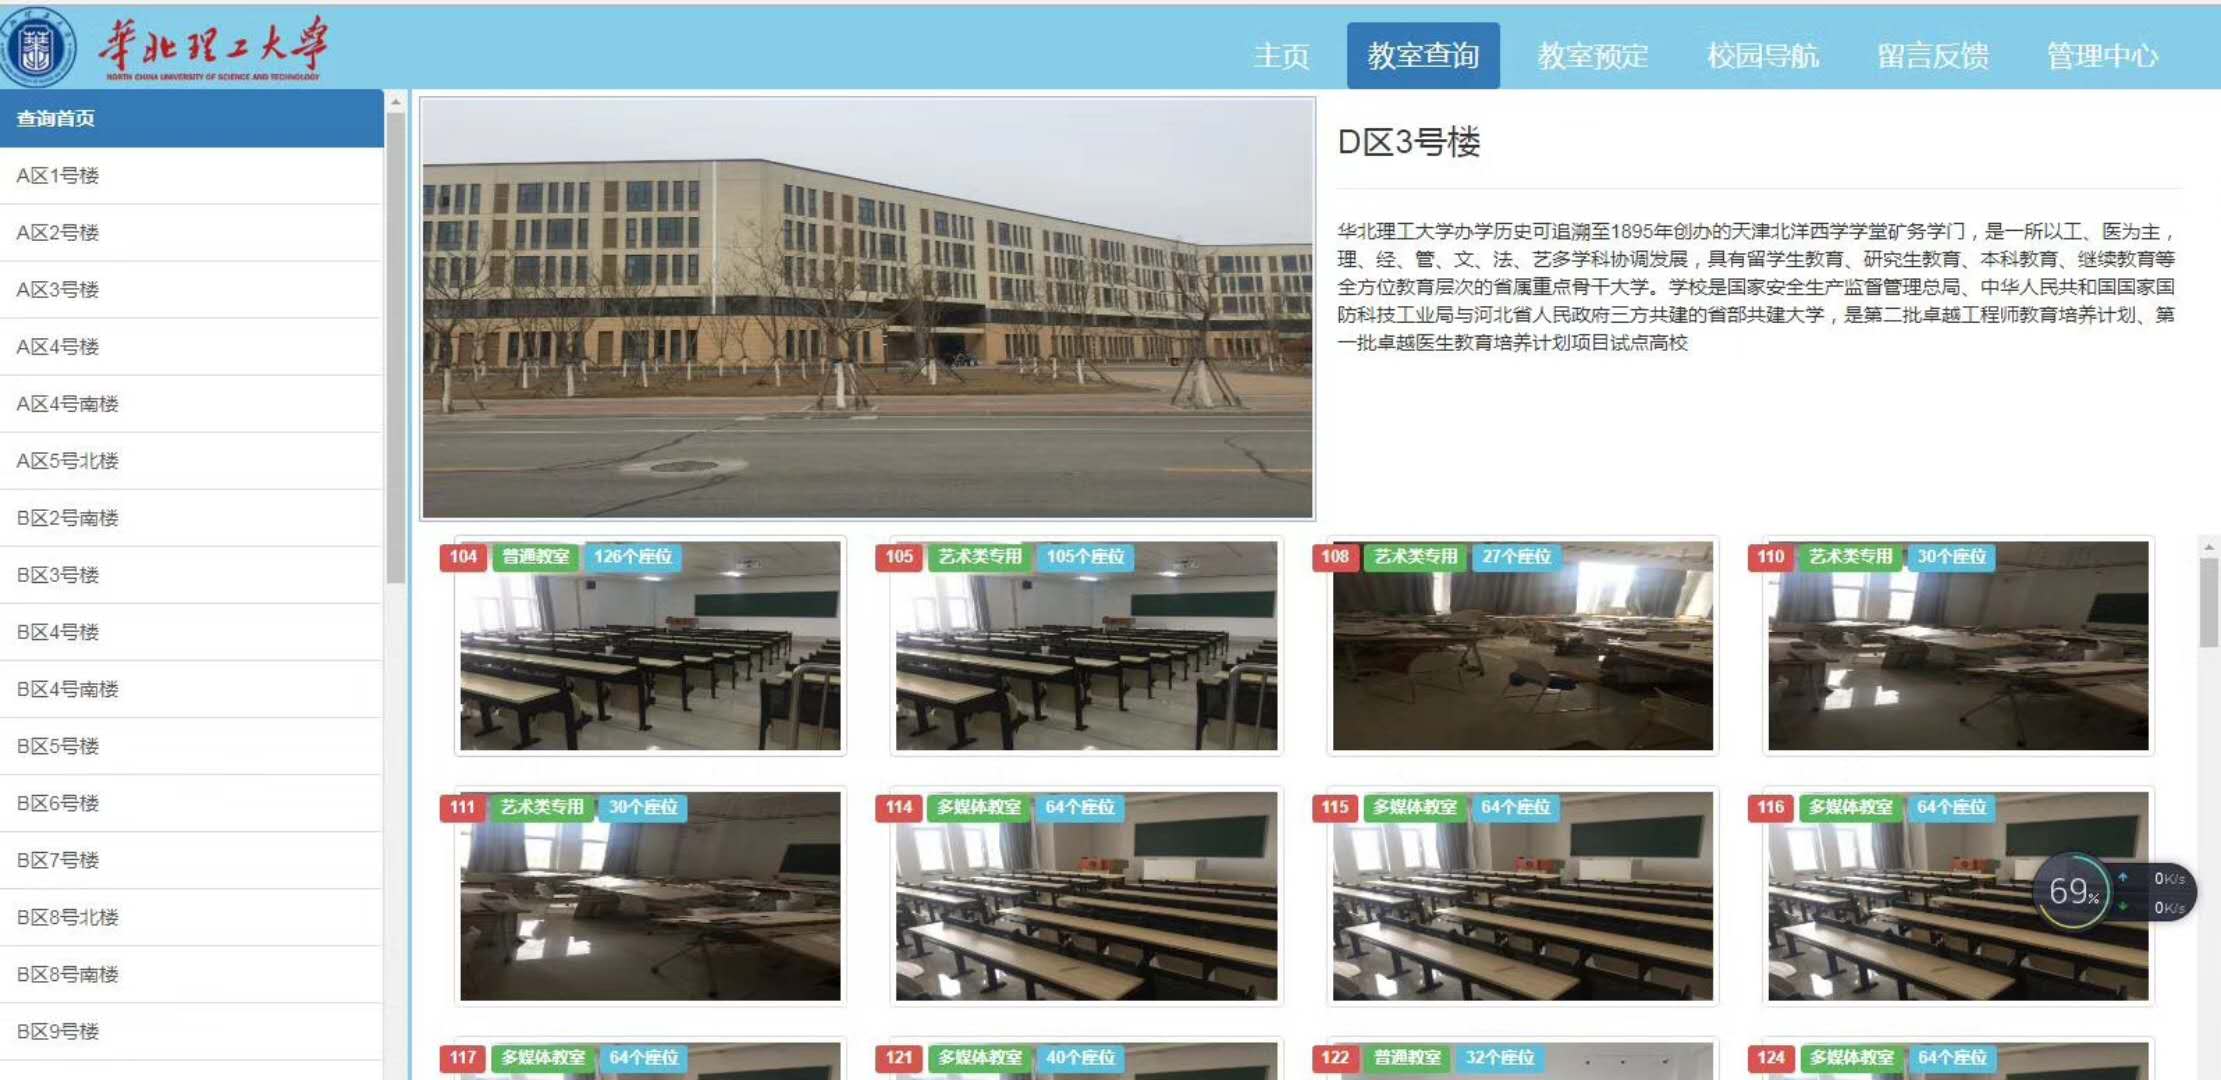 華北理工大學
NORTH CHINA UNIVERSITY OF SCIENCE AND TECHNOLOGY
主页 教室查询 教室预定 校园导航 留言反馈 管理中心
查询首页
A区1号楼
A区2号楼
A区3号楼
A区4号楼
A区4号南楼
A区5号北楼
B区2号南楼
B区3号楼
B区4号楼
B区4号南楼
B区5号楼
B区6号楼
B区7号楼
B区8号北楼
B区8号南楼
B区9号楼
D区3号楼
华北理工大学办学历史可追溯至1895年创办的天津北洋西学学堂矿务学门，是一所以工、医为主，
理、经、管、文、法、艺多学科协调发展，具有留学生教育、研究生教育、本科教育、继续教育等
全方位教育层次的省属重点骨干大学。学校是国家安全生产监督管理总局、中华人民共和国国家国
防科技工业局与河北省人民政府三方共建的省部共建大学，是第二批卓越工程师教育培养计划、第
一批卓越医生教育培养计划项目试点高校
104 普通教室 126个座位
105 艺术类专用 105个座位
108 艺术类专用 27个座位
110 艺术类专用 30个座位
111 艺术类专用 30个座位
114 多媒体教室 64个座位
115 多媒体教室 64个座位
116 多媒体教室 64个座位
69%
0K/s
0K/s
117 多媒体教室 64个座位
121 多媒体教室 40个座位
122 普通教室 32个座位
124 多媒体教室 64个座位